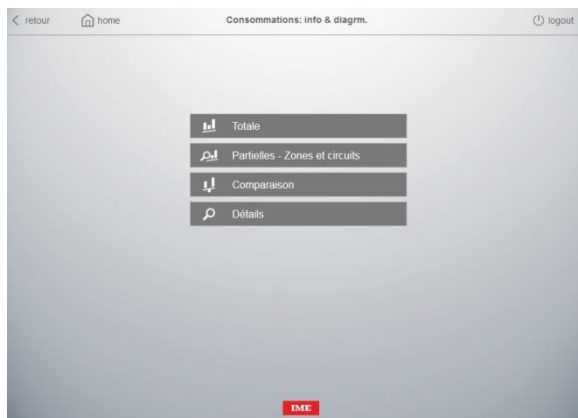 retour
home
Consommations: info & diagrm.
logout
Totale
Partielles - Zones et circuits
Comparaison
Détails
IME